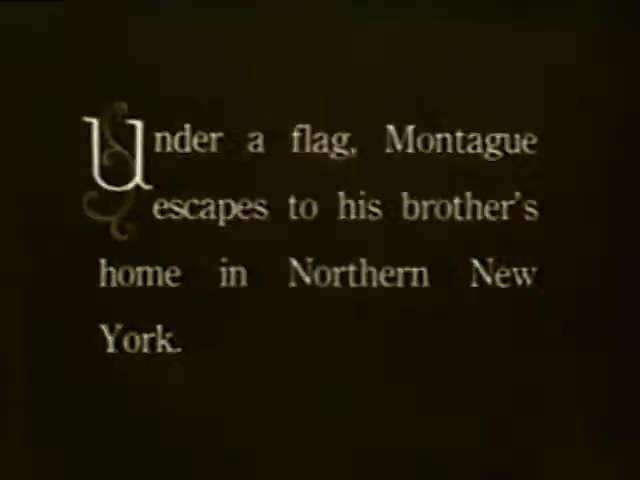 Under a flag, Montague
escapes to his brother's
home in Northern New
York.